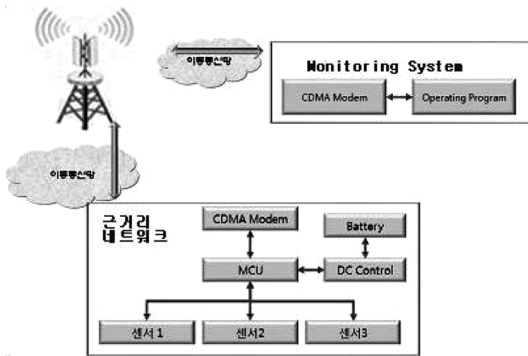 이동통신망
Monitoring System
CDMA Modem
Operating Program
이동통신망
근거리
네트워크
CDMA Modem
Battery
MCU
DC Control
센서 1
센서2
센서3